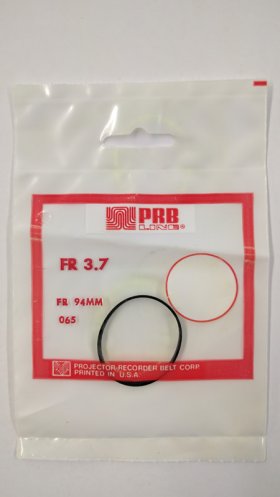 PRB
LINE®
FR 3.7
FR 94MM
065
PROJECTOR-RECORDER BELT CORP.
PRINTED IN U.S.A.